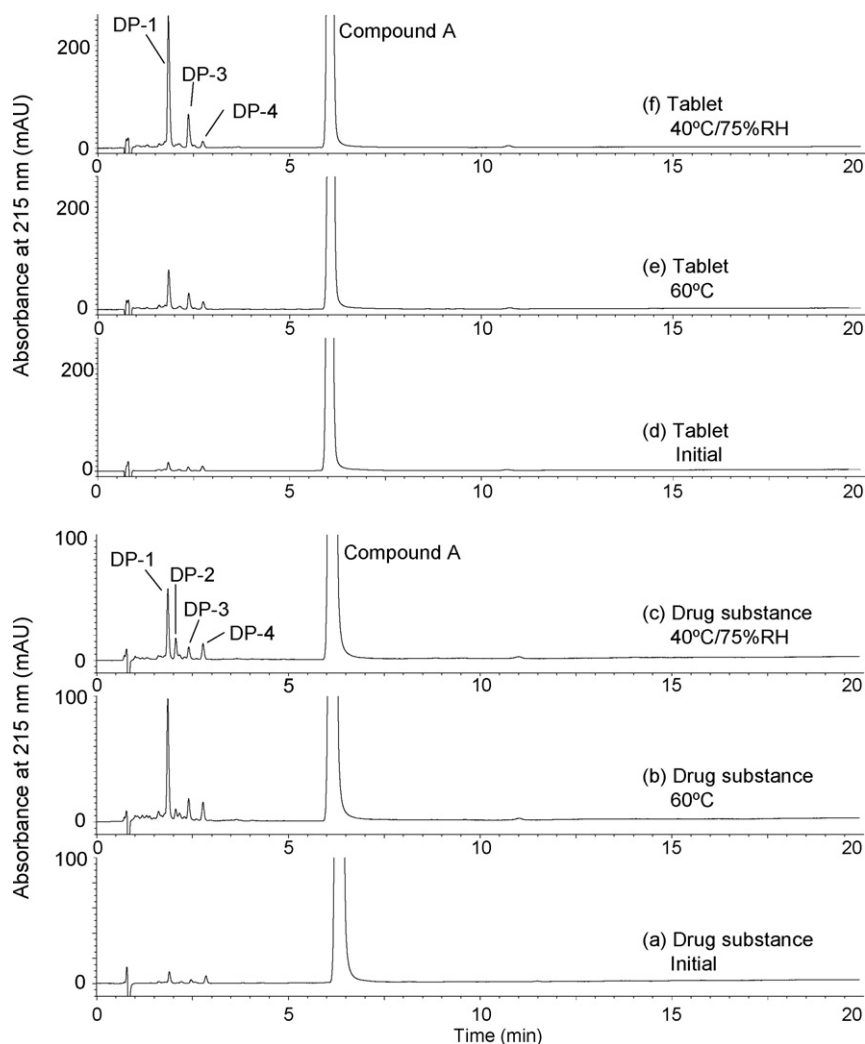 Absorbance at 215 nm (mAU)
200
0
DP-1
DP-3
DP-4
Compound A
(f) Tablet
40ºC/75%RH
0 5 10 15 20
200
0
(e) Tablet
60ºC
0 5 10 15 20
200
0
(d) Tablet
Initial
0 5 10 15 20
Absorbance at 215 nm (mAU)
100
0
DP-1
DP-2
DP-3
DP-4
Compound A
(c) Drug substance
40ºC/75%RH
0 5 10 15 20
100
0
(b) Drug substance
60ºC
0 5 10 15 20
100
0
(a) Drug substance
Initial
0 5 10 15 20
Time (min)